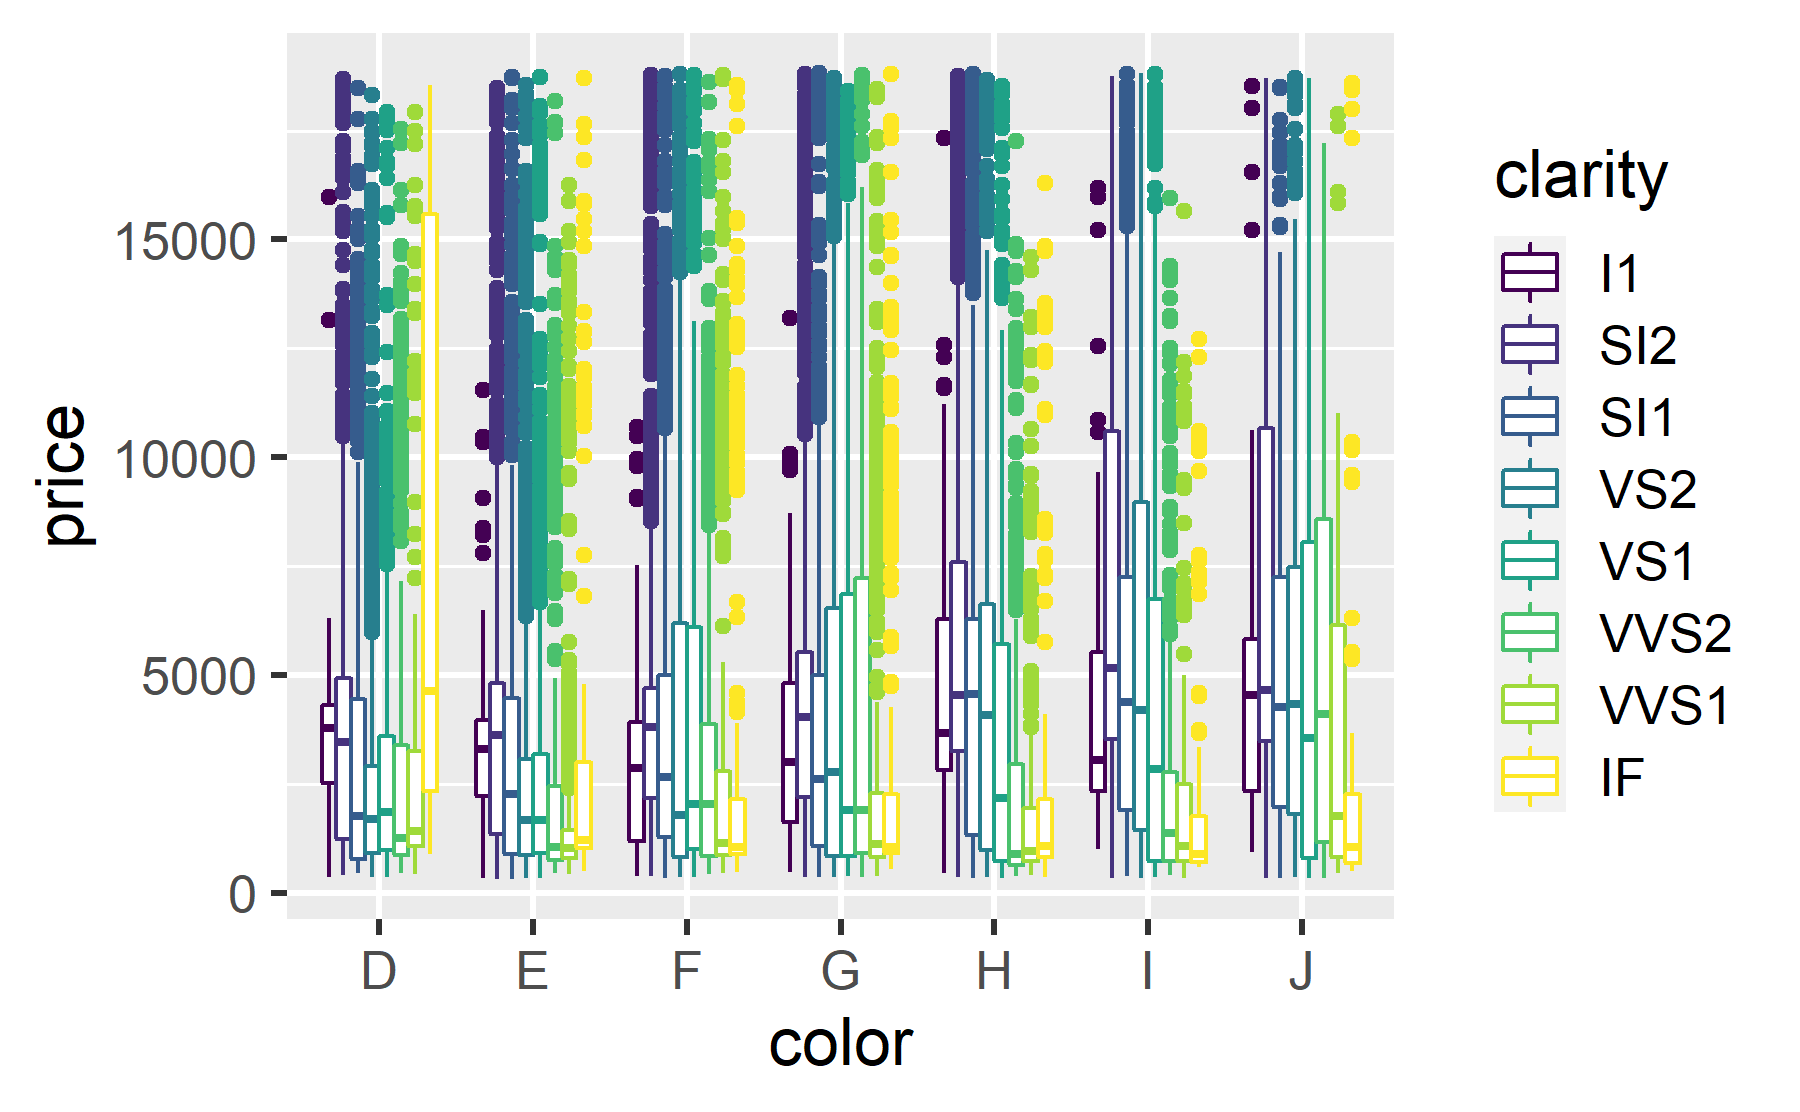 price
15000
10000
5000
0
D E F G H I J
color
clarity
I1
SI2
SI1
VS2
VS1
VVS2
VVS1
IF